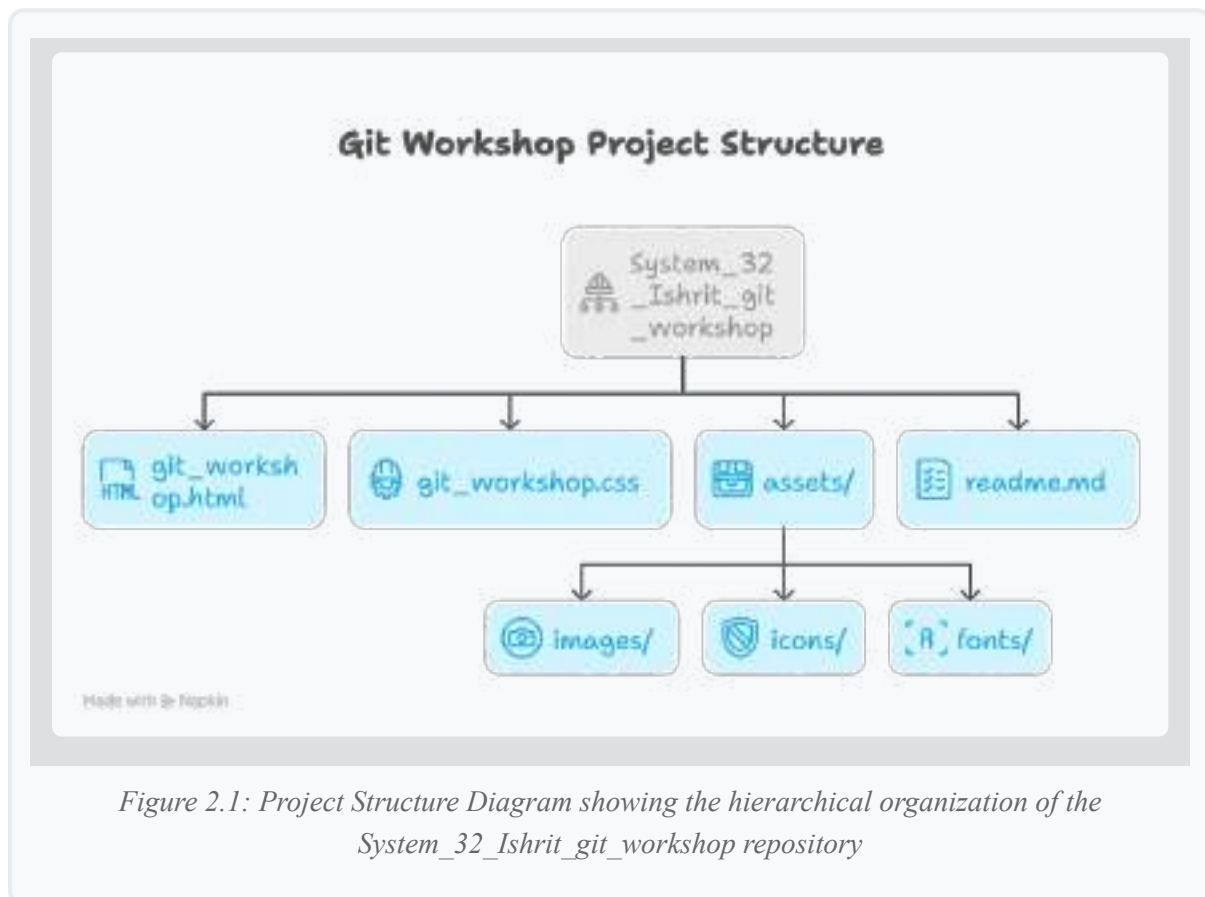 Git Workshop Project Structure
System_32
_Ishrit_git
_workshop
git_worksh
op.html
HTML
git_workshop.css
assets/
readme.md
images/
icons/
A
fonts/
Made with Napkin
Figure 2.1: Project Structure Diagram showing the hierarchical organization of the
System_32_Ishrit_git_workshop repository